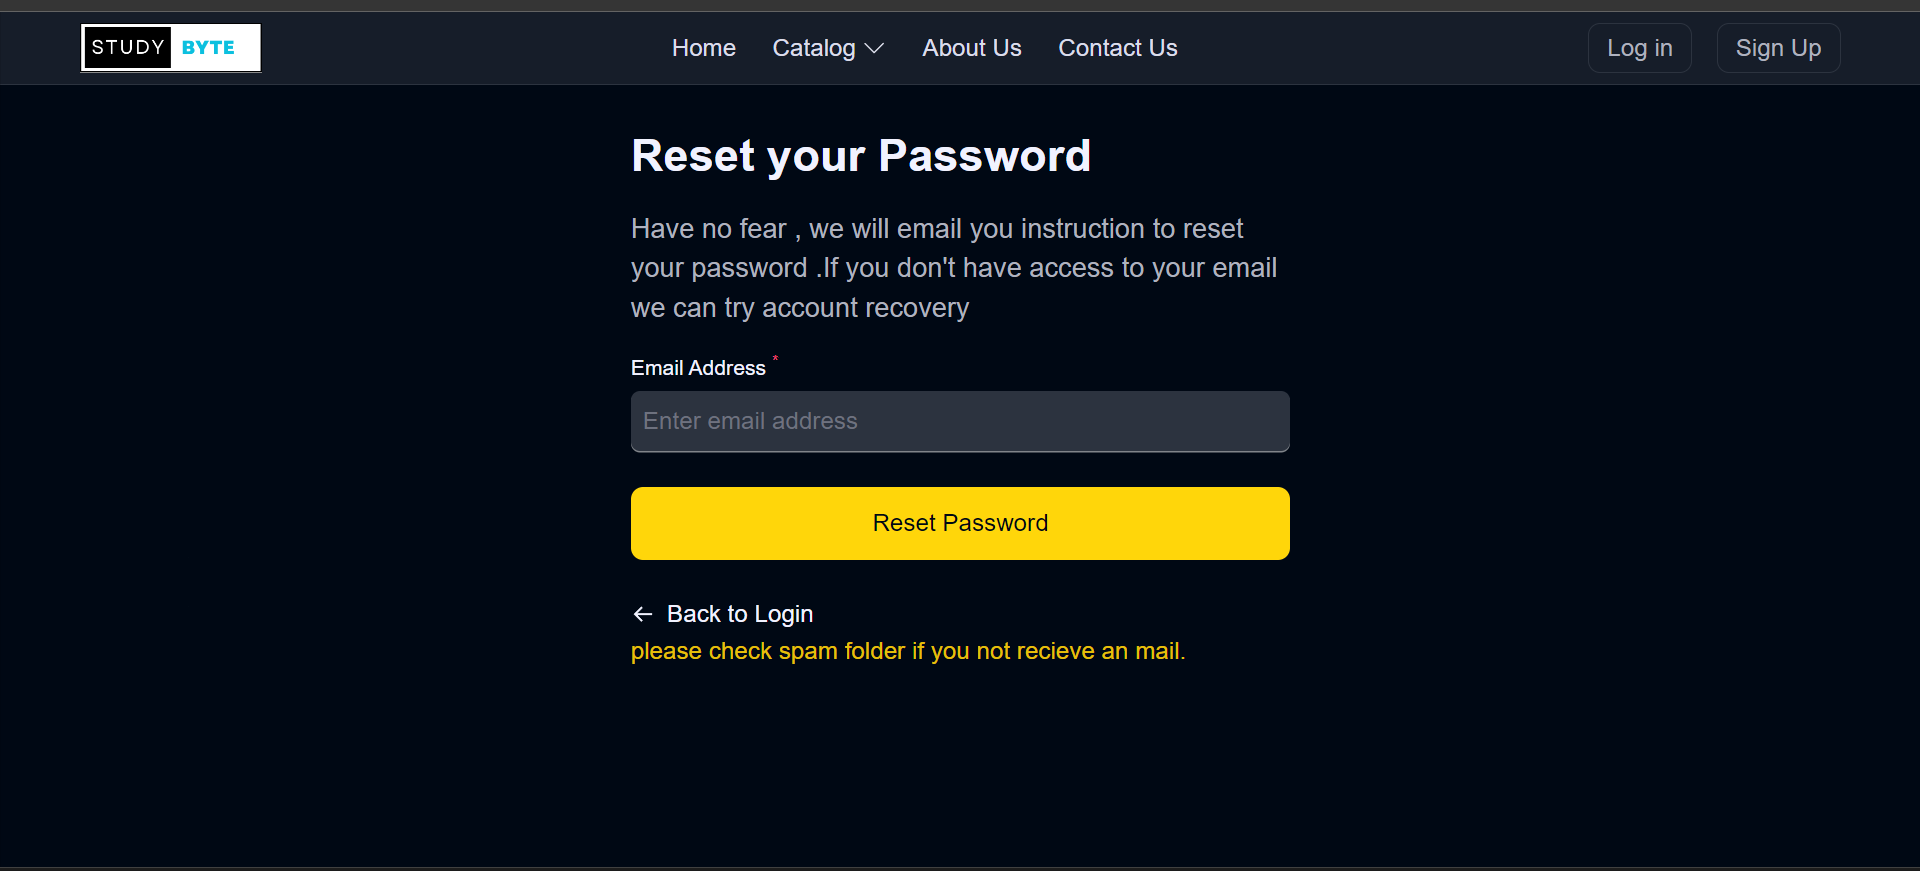 STUDY BYTE
Home Catalog About Us Contact Us
Log in Sign Up
Reset your Password
Have no fear , we will email you instruction to reset
your password .If you don't have access to your email
we can try account recovery
Email Address *
Enter email address
Reset Password
← Back to Login
please check spam folder if you not recieve an mail.